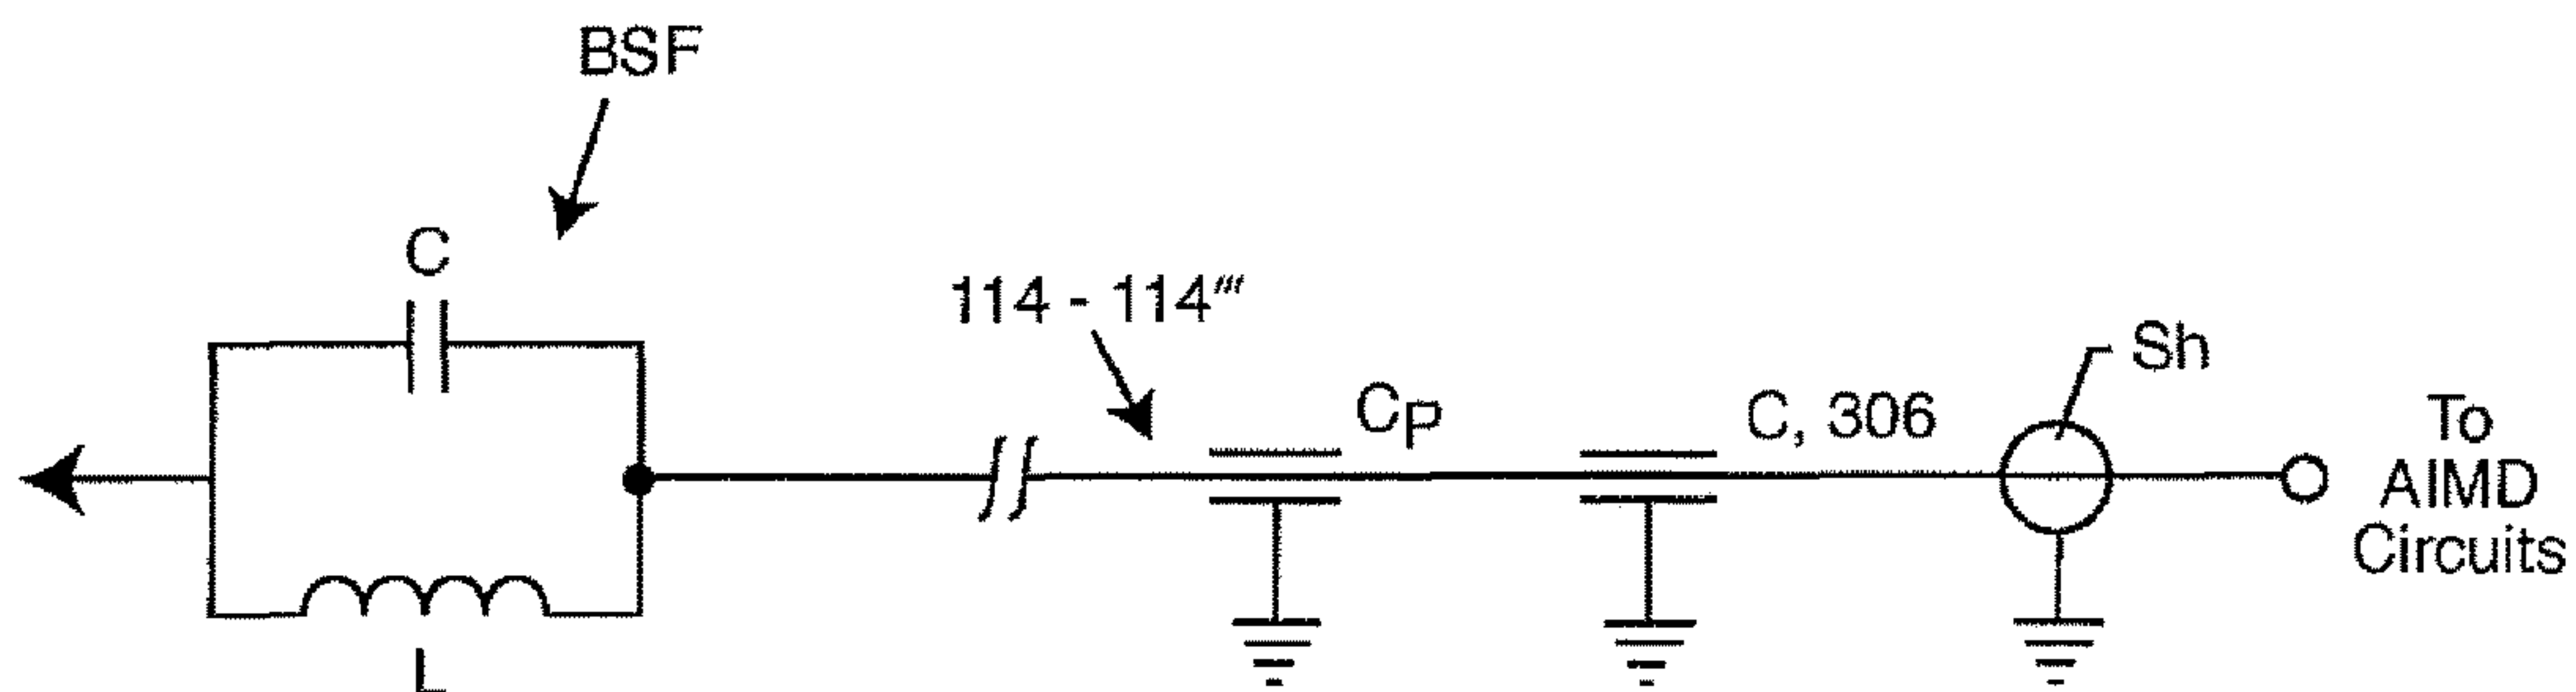 BSF
C
114 - 114‴
Sh
CP
C, 306
To
AIMD
Circuits
L